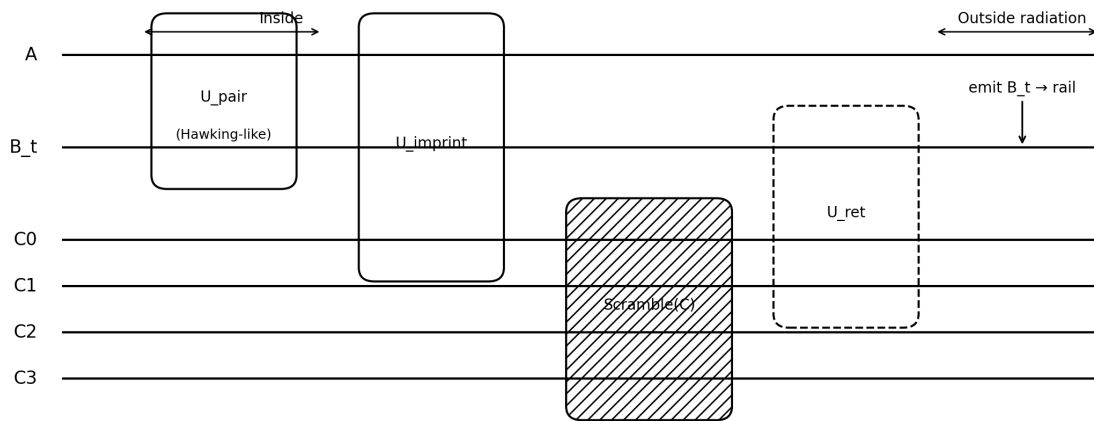 Inside
Outside radiation
A
U_pair
emit B_t → rail
(Hawking-like)
B_t
U_imprint
U_ret
C0
C1
Scramble(C)
C2
C3